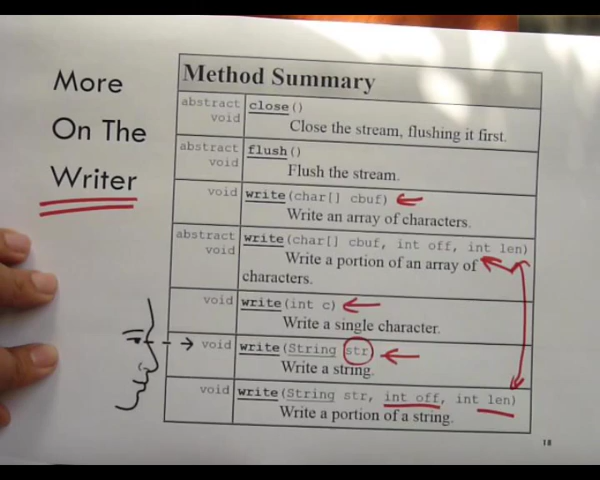 More
On The
Writer
Method Summary
abstract void close()
Close the stream, flushing it first.
abstract void flush()
Flush the stream.
void write(char[] cbuf)
Write an array of characters.
abstract void write(char[] cbuf, int off, int len)
Write a portion of an array of
characters.
void write(int c)
Write a single character.
void write(String str)
Write a string.
void write(String str, int off, int len)
Write a portion of a string.
18